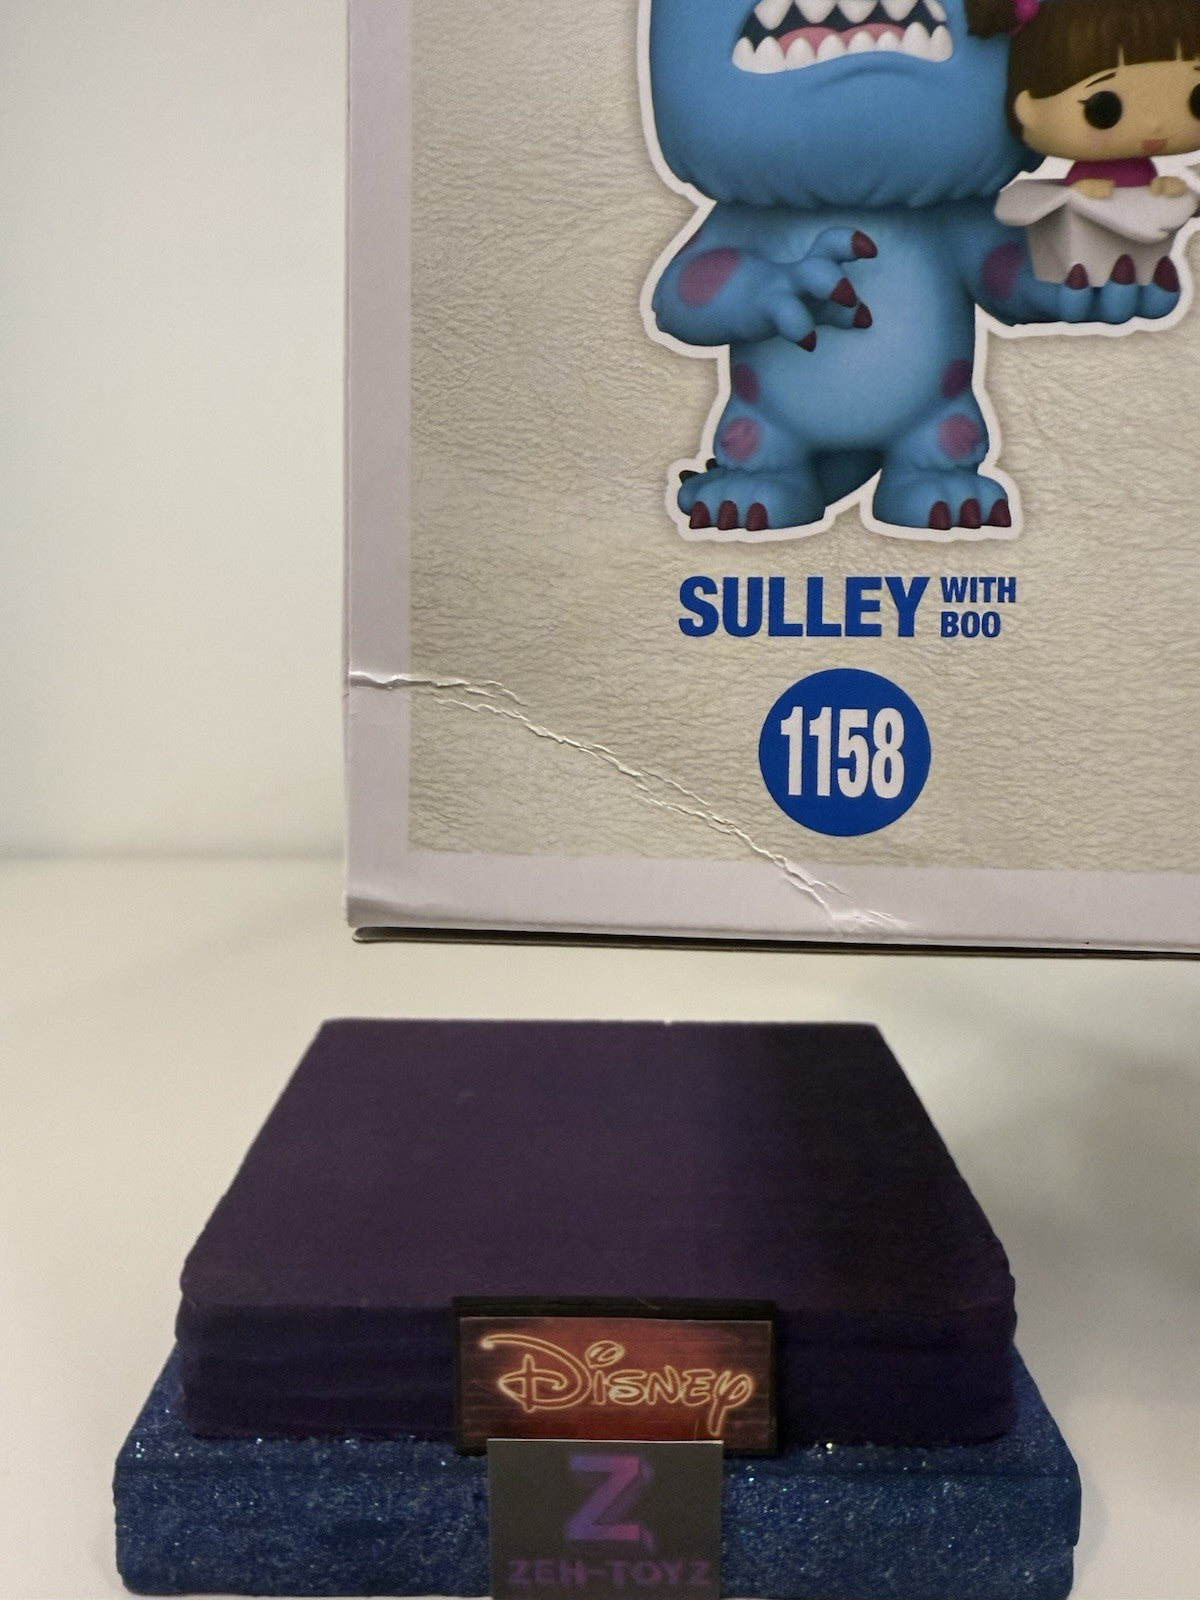 SULLEY WITH
BOO
1158
Disney
Z
ZEH-TOYZ